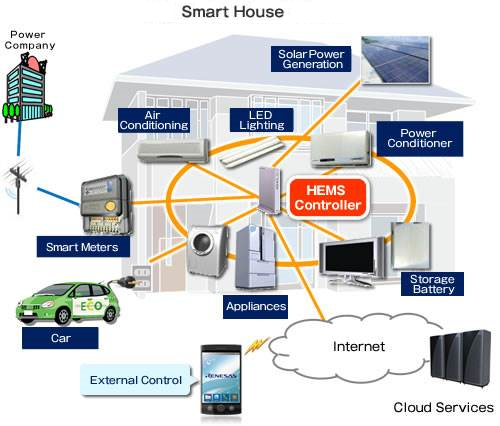 Smart House
Power
Company
Solar Power
Generation
Air
Conditioning
LED
Lighting
Power
Conditioner
HEMS
Controller
Smart Meters
Storage
Battery
Appliances
ECO
Car
Internet
External Control
RENESAS
Cloud Services